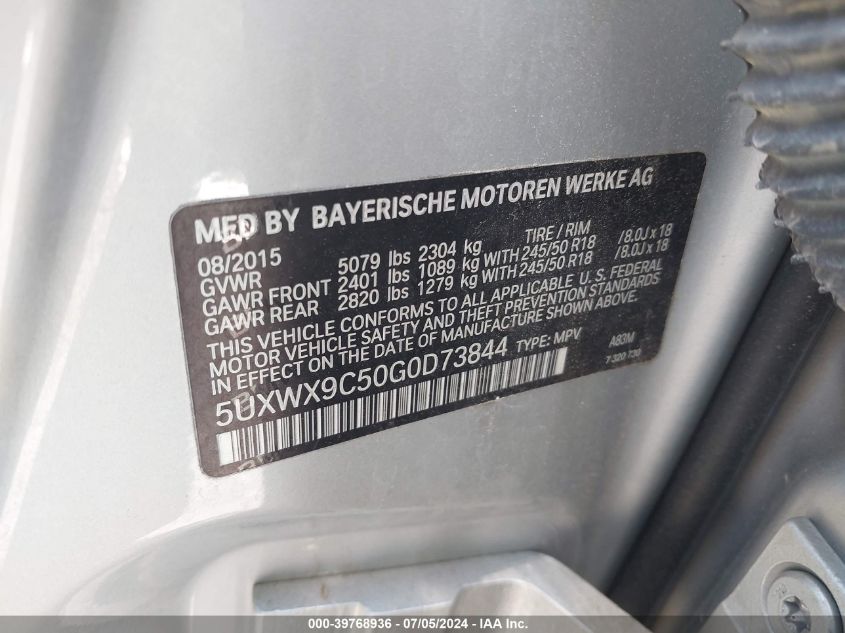 MFD BY BAYERISCHE MOTOREN WERKE AG
08/2015 TIRE / RIM
GVWR 5079 lbs 2304 kg
GAWR FRONT 2401 lbs 1089 kg WITH 245/50 R18 /8.0J x 18
GAWR REAR 2820 lbs 1279 kg WITH 245/50 R18 /8.0J x 18
THIS VEHICLE CONFORMS TO ALL APPLICABLE U.S. FEDERAL
MOTOR VEHICLE SAFETY AND THEFT PREVENTION STANDARDS
IN EFFECT ON DATE OF MANUFACTURE SHOWN ABOVE.
5UXWX9C50G0D73844 TYPE: MPV A83M
7 320 730
000-39768936 / 07/05/2024 - IAA Inc.